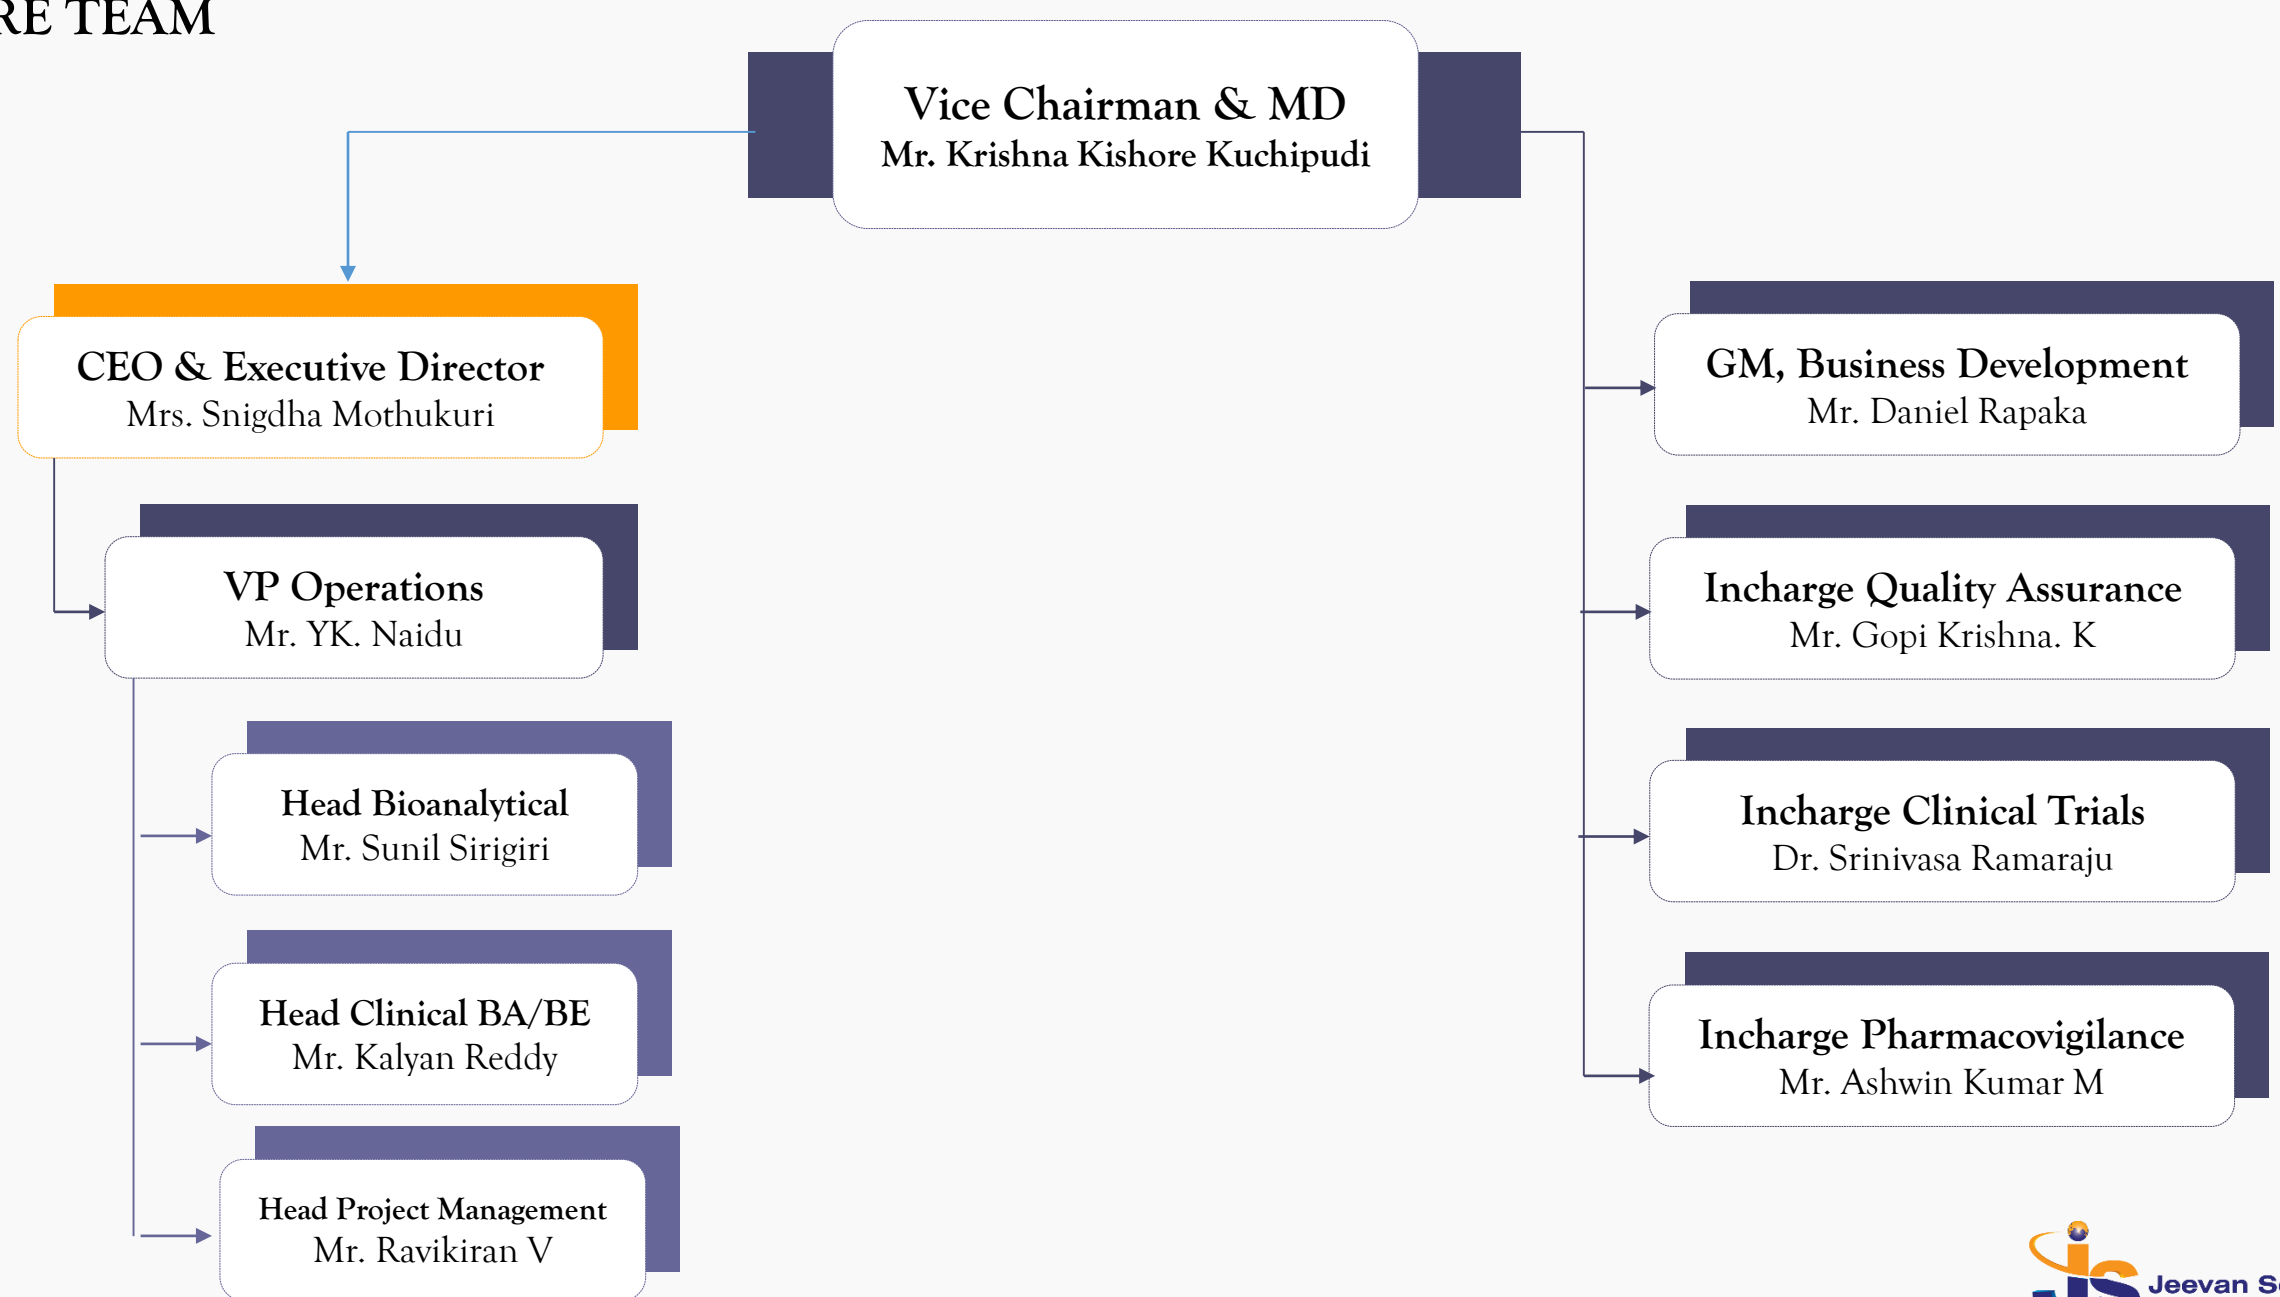 RE TEAM
Vice Chairman & MD
Mr. Krishna Kishore Kuchipudi
CEO & Executive Director
Mrs. Snigdha Mothukuri
VP Operations
Mr. YK. Naidu
Head Bioanalytical
Mr. Sunil Sirigiri
Head Clinical BA/BE
Mr. Kalyan Reddy
Head Project Management
Mr. Ravikiran V
GM, Business Development
Mr. Daniel Rapaka
Incharge Quality Assurance
Mr. Gopi Krishna. K
Incharge Clinical Trials
Dr. Srinivasa Ramaraju
Incharge Pharmacovigilance
Mr. Ashwin Kumar M
js
Jeevan